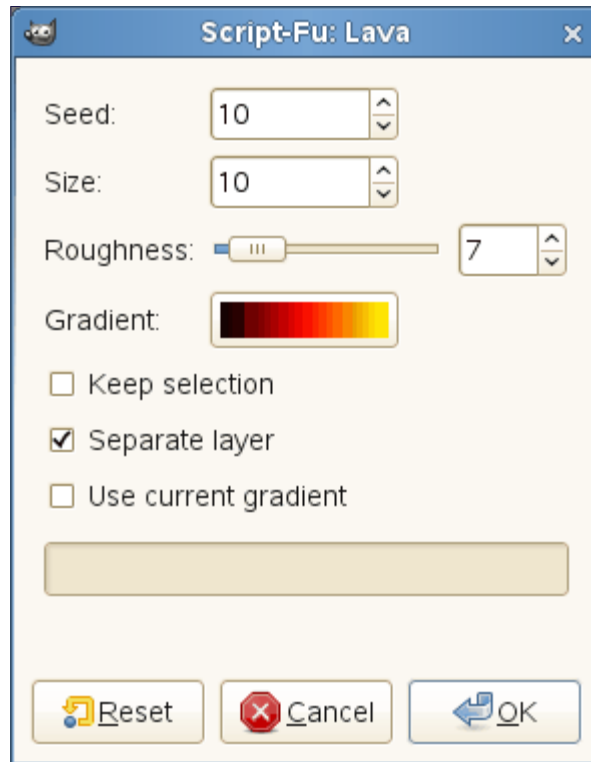 Script-Fu: Lava
Seed: 10
Size: 10
Roughness: 7
Gradient:
Keep selection
Separate layer
Use current gradient
Reset Cancel OK